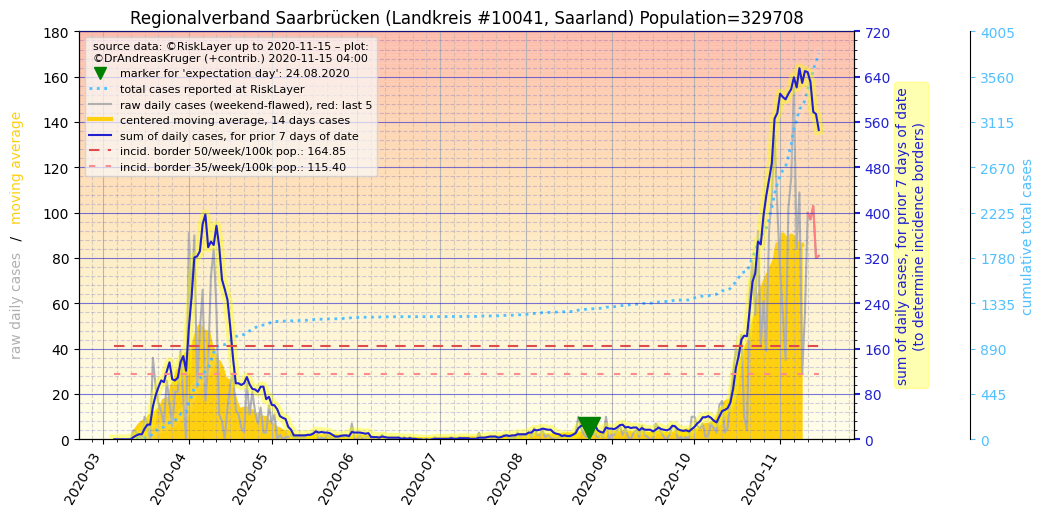 Regionalverband Saarbrücken (Landkreis #10041, Saarland) Population=329708
source data: ©RiskLayer up to 2020-11-15 – plot:
©DrAndreasKruger (+contrib.) 2020-11-15 04:00
marker for 'expectation day': 24.08.2020
total cases reported at RiskLayer
raw daily cases (weekend-flawed), red: last 5
centered moving average, 14 days cases
sum of daily cases, for prior 7 days of date
incid. border 50/week/100k pop.: 164.85
incid. border 35/week/100k pop.: 115.40
raw daily cases / moving average
180
160
140
120
100
80
60
40
20
0
2020-03
2020-04
2020-05
2020-06
2020-07
2020-08
2020-09
2020-10
2020-11
720
640
560
480
400
320
240
160
80
0
sum of daily cases, for prior 7 days of date
(to determine incidence borders)
4005
3560
3115
2670
2225
1780
1335
890
445
0
cumulative total cases